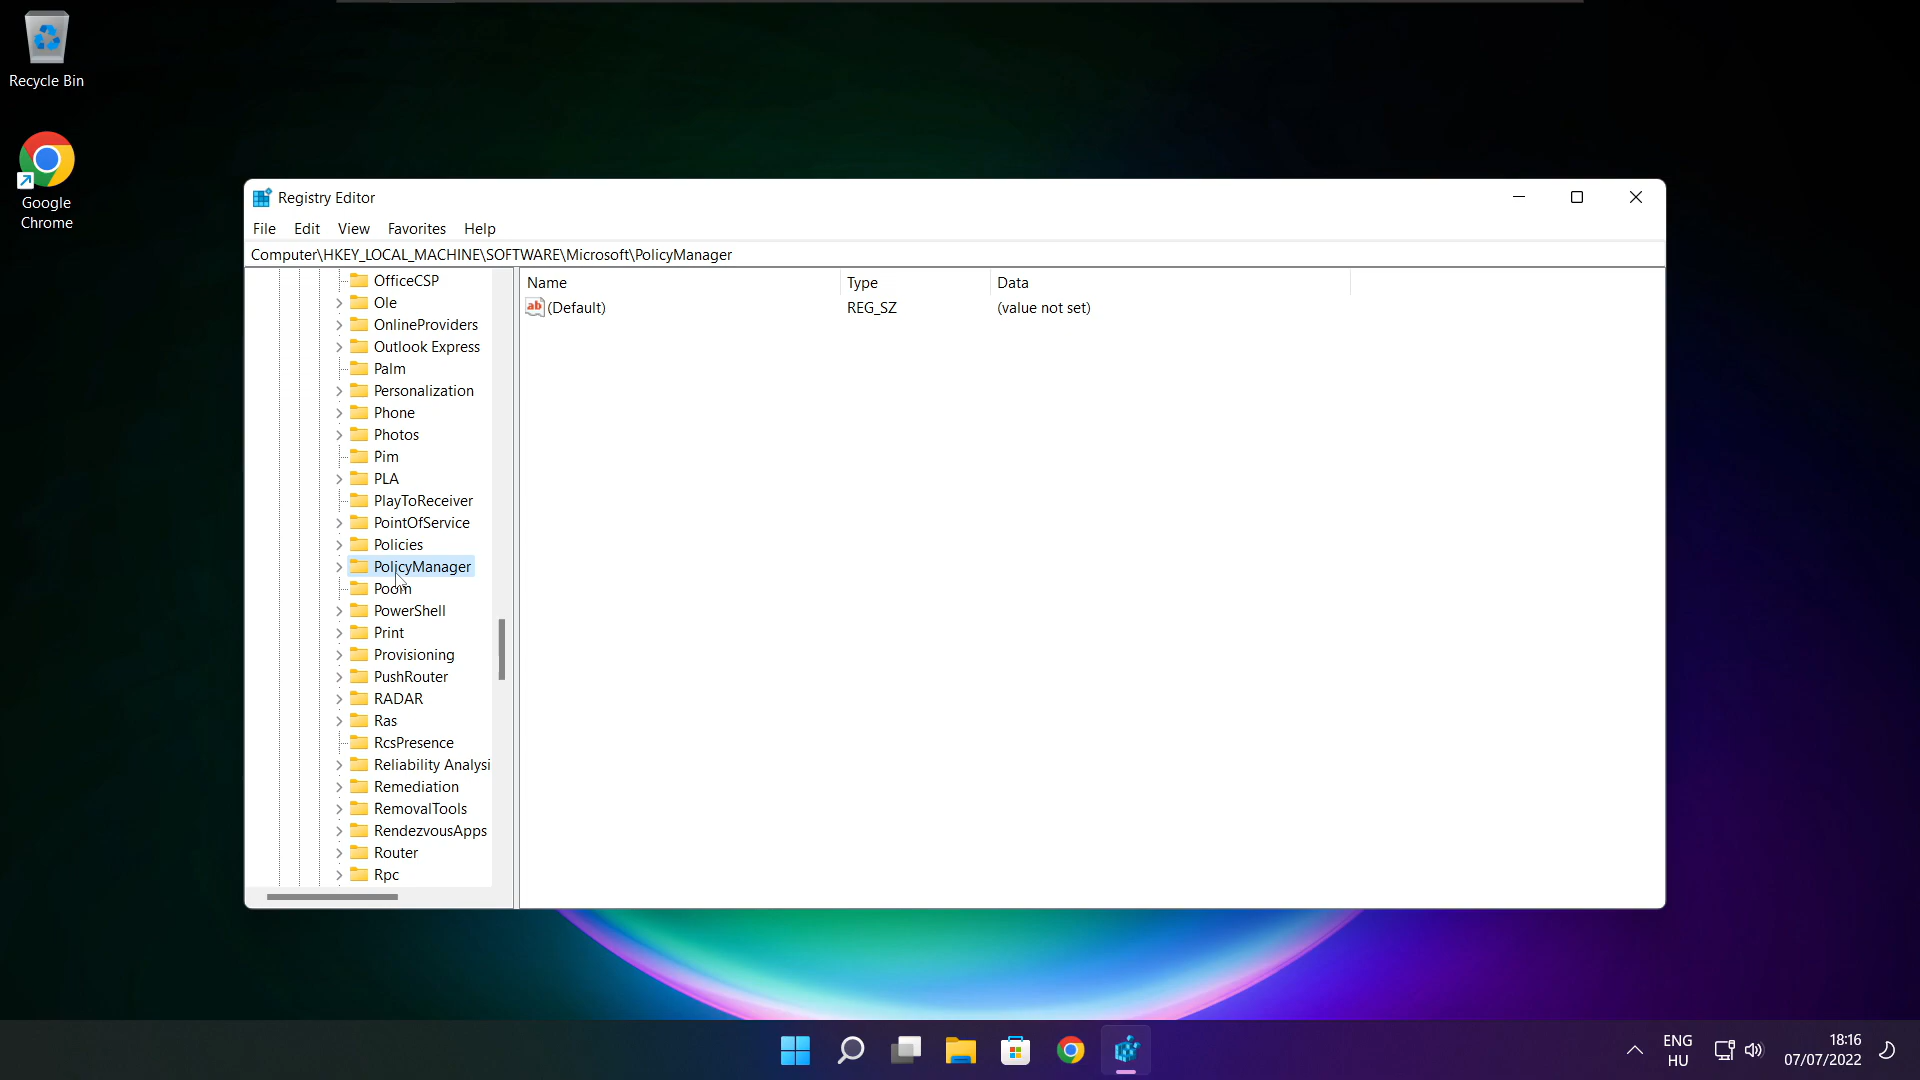 Recycle Bin
Google
Chrome
Registry Editor
File Edit View Favorites Help
Computer\HKEY_LOCAL_MACHINE\SOFTWARE\Microsoft\PolicyManager
OfficeCSP
Ole
OnlineProviders
Outlook Express
Palm
Personalization
Phone
Photos
Pim
PLA
PlayToReceiver
PointOfService
Policies
PolicyManager
Poom
PowerShell
Print
Provisioning
PushRouter
RADAR
Ras
RcsPresence
Reliability Analysi
Remediation
RemovalTools
RendezvousApps
Router
Rpc
Name Type Data
ab (Default) REG_SZ (value not set)
ENG
HU
18:16
07/07/2022